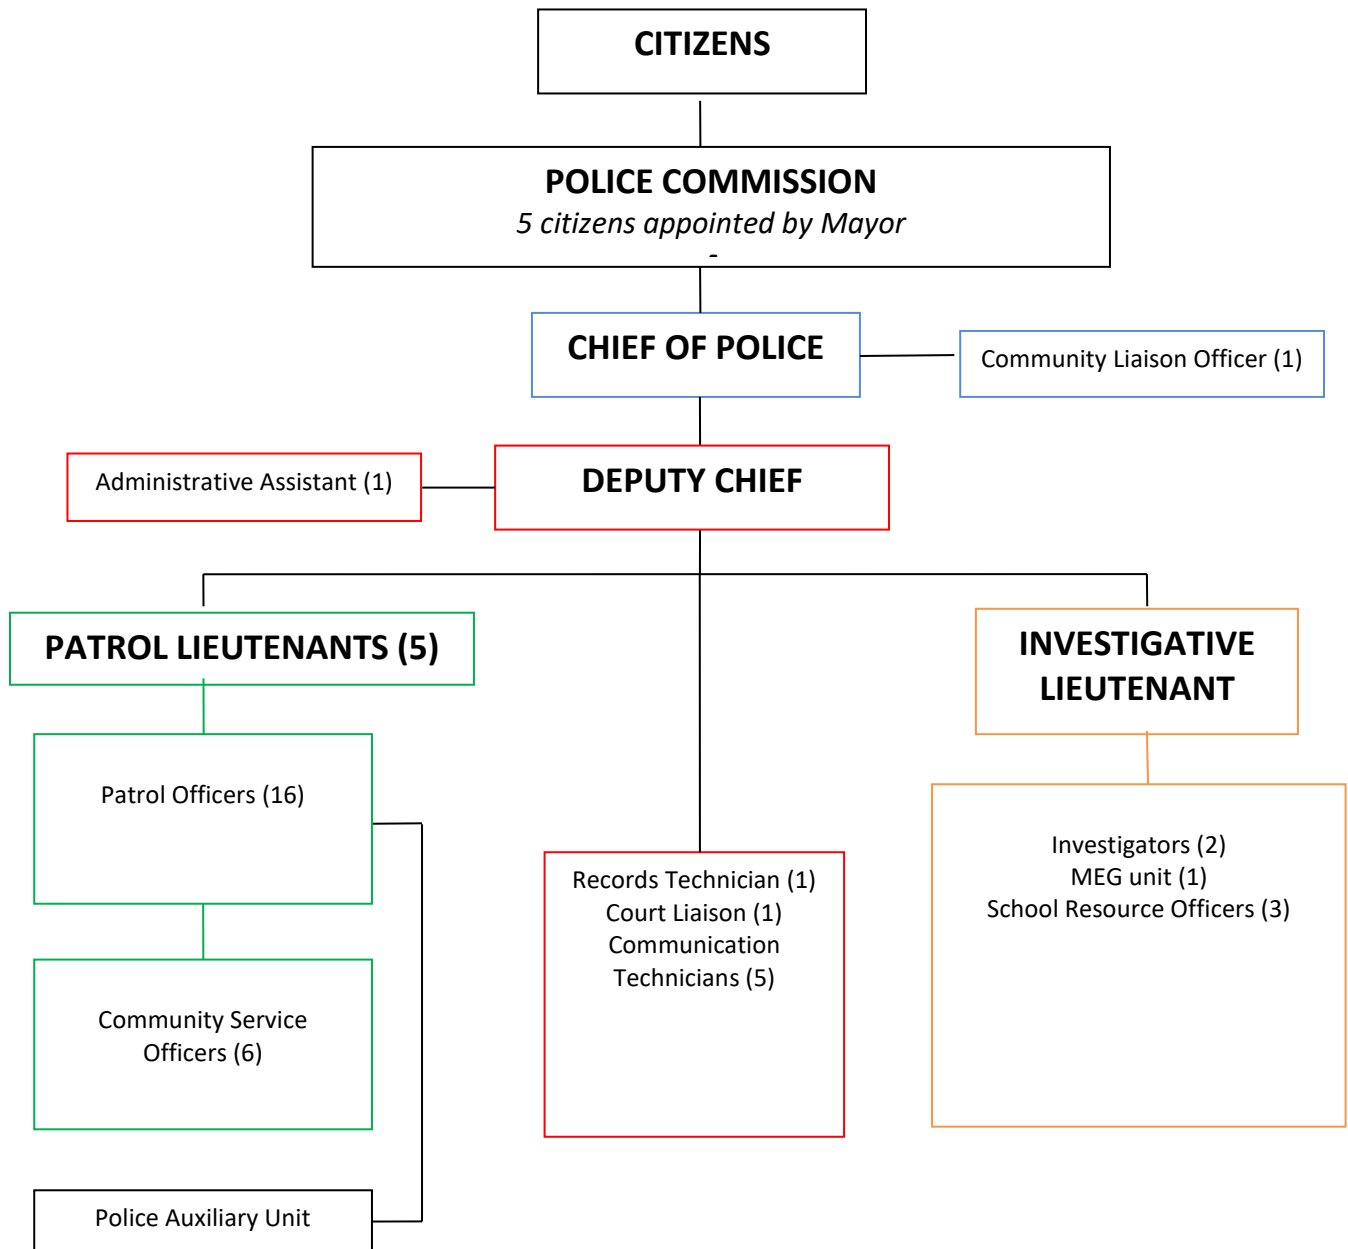 CITIZENS
POLICE COMMISSION
5 citizens appointed by Mayor
CHIEF OF POLICE
Community Liaison Officer (1)
Administrative Assistant (1)
DEPUTY CHIEF
PATROL LIEUTENANTS (5)
INVESTIGATIVE
LIEUTENANT
Patrol Officers (16)
Records Technician (1)
Court Liaison (1)
Communication
Technicians (5)
Investigators (2)
MEG unit (1)
School Resource Officers (3)
Community Service
Officers (6)
Police Auxiliary Unit